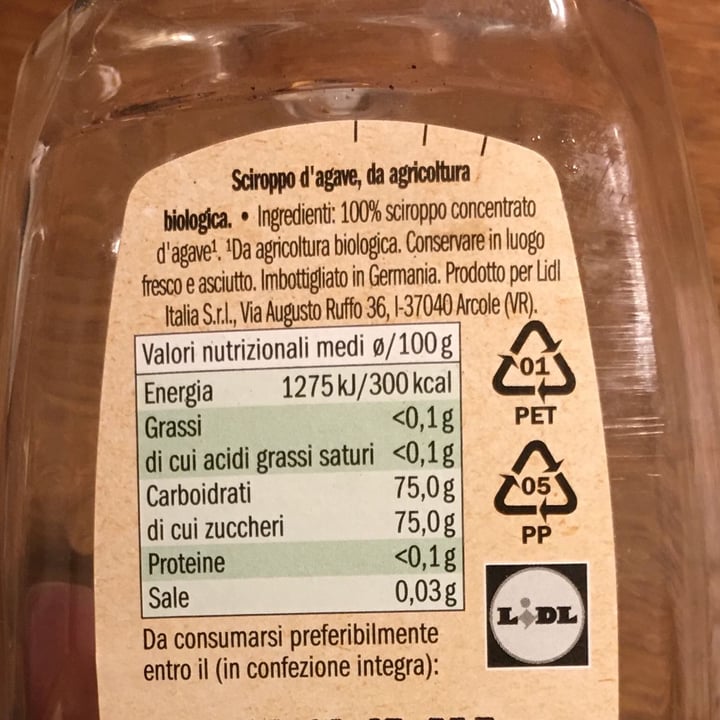 Sciroppo d'agave, da agricoltura
biologica. • Ingredienti: 100% sciroppo concentrato
d'agave¹. ¹Da agricoltura biologica. Conservare in luogo
fresco e asciutto. Imbottigliato in Germania. Prodotto per Lidl
Italia S.r.l., Via Augusto Ruffo 36, I-37040 Arcole (VR).
Valori nutrizionali medi ø/100 g
Energia 1275 kJ/300 kcal
Grassi <0,1 g
di cui acidi grassi saturi <0,1 g
Carboidrati 75,0 g
di cui zuccheri 75,0 g
Proteine <0,1 g
Sale 0,03 g
01
PET
05
PP
LIDL
Da consumarsi preferibilmente
entro il (in confezione integra):